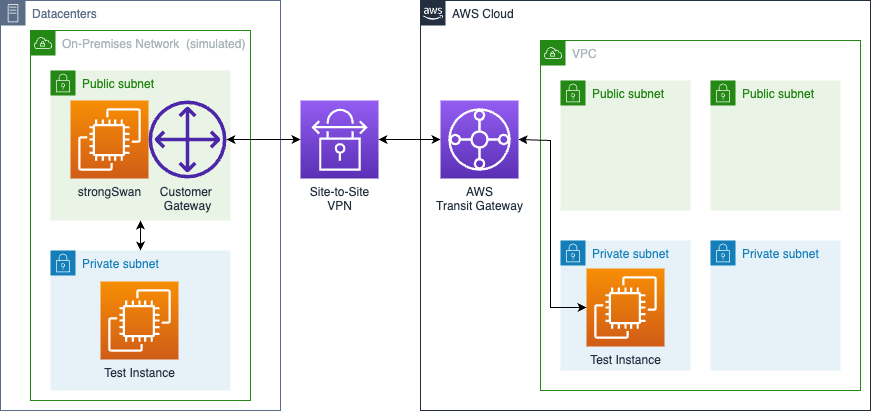 Datacenters
On-Premises Network (simulated)
Public subnet
strongSwan
Customer
Gateway
Private subnet
Test Instance
Site-to-Site
VPN
aws
AWS Cloud
AWS
Transit Gateway
VPC
Public subnet
Public subnet
Private subnet
Test Instance
Private subnet